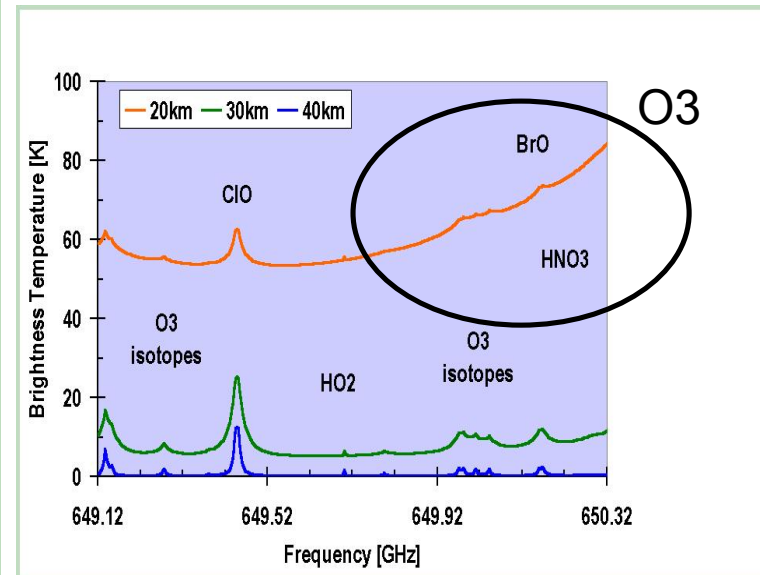 100
80
60
40
20
0
Brightness Temperature [K]
20km 30km 40km
O3
BrO
ClO
HNO3
O3
isotopes
O3
isotopes
HO2
649.12 649.52 649.92 650.32
Frequency [GHz]